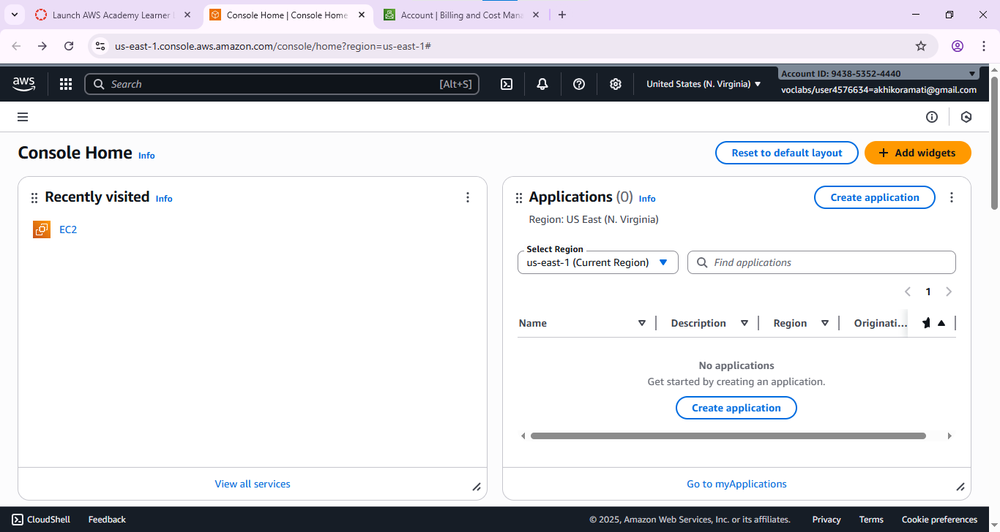 Launch AWS Academy Learner L
Console Home | Console Home
Account | Billing and Cost Mana
us-east-1.console.aws.amazon.com/console/home?region=us-east-1#
aws
Search
[Alt+S]
United States (N. Virginia)
Account ID: 9438-5352-4440
voclabs/user4576634=akhikoramati@gmail.com
Console Home Info
Reset to default layout
+ Add widgets
Recently visited Info
EC2
View all services
Applications (0) Info
Create application
Region: US East (N. Virginia)
Select Region
us-east-1 (Current Region)
Find applications
1
Name Description Region Originati...
No applications
Get started by creating an application.
Create application
Go to myApplications
CloudShell Feedback © 2025, Amazon Web Services, Inc. or its affiliates. Privacy Terms Cookie preferences